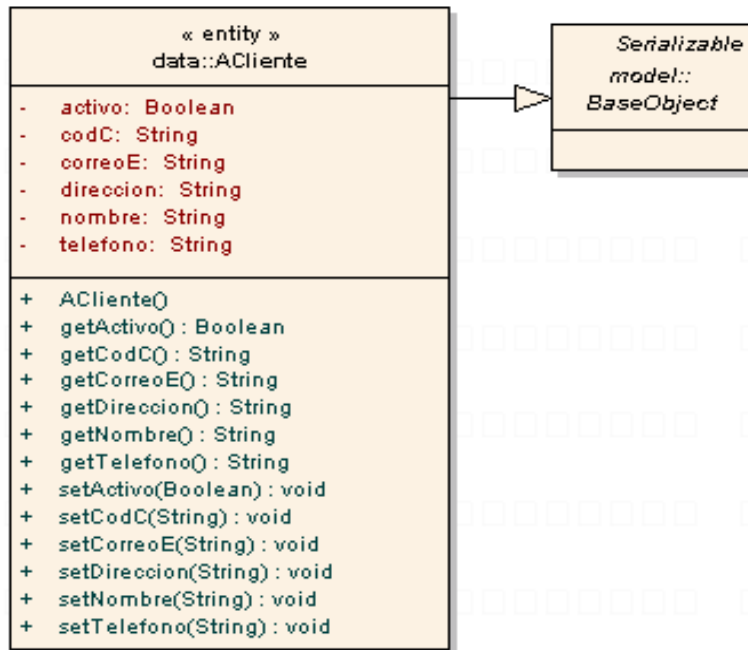 « entity »
data::ACliente
- activo: Boolean
- codC: String
- correoE: String
- direccion: String
- nombre: String
- telefono: String
+ ACliente()
+ getActivo() : Boolean
+ getCodC() : String
+ getCorreoE() : String
+ getDireccion() : String
+ getNombre() : String
+ getTelefono() : String
+ setActivo(Boolean) : void
+ setCodC(String) : void
+ setCorreoE(String) : void
+ setDireccion(String) : void
+ setNombre(String) : void
+ setTelefono(String) : void
Serializable
model::
BaseObject